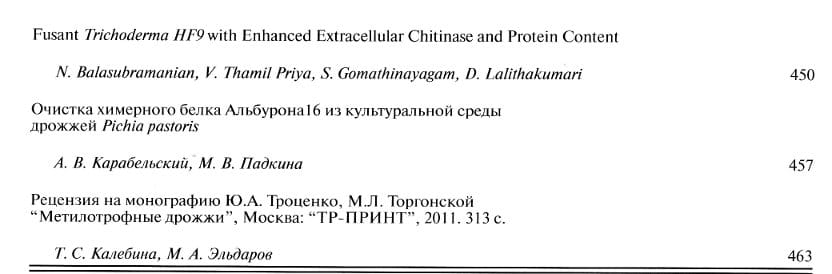 Fusant Trichoderma HF9 with Enhanced Extracellular Chitinase and Protein Content
N. Balasubramanian, V. Thamil Priya, S. Gomathinayagam, D. Lalithakumari 450
Очистка химерного белка Альбурона16 из культуральной среды
дрожжей Pichia pastoris
А. В. Карабельский, М. В. Падкина 457
Рецензия на монографию Ю.А. Троценко, М.Л. Торгонской
“Метилотрофные дрожжи”, Москва: “ТР-ПРИНТ”, 2011. 313 с.
Т. С. Калебина, М. А. Эльдаров 463